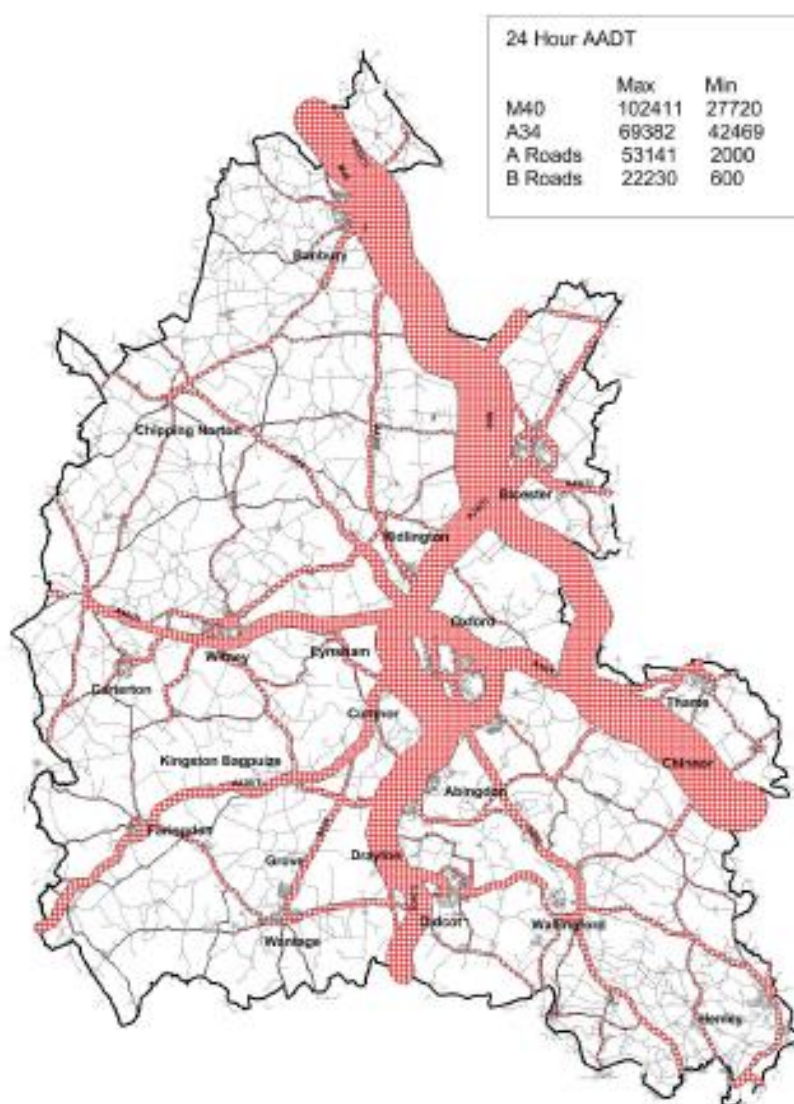 24 Hour AADT
Max Min
M40 102411 27720
A34 69382 42469
A Roads 53141 2000
B Roads 22230 600
M40
Banbury
Chipping Norton
Bicester
Kidlington
Oxford
Witney
Eynsham
Carterton
Cumnor
Thame
Chinnor
Kingston Bagpuize
Abingdon
Faringdon
Grove
Drayton
Didcot
Wallingford
Wantage
Henley